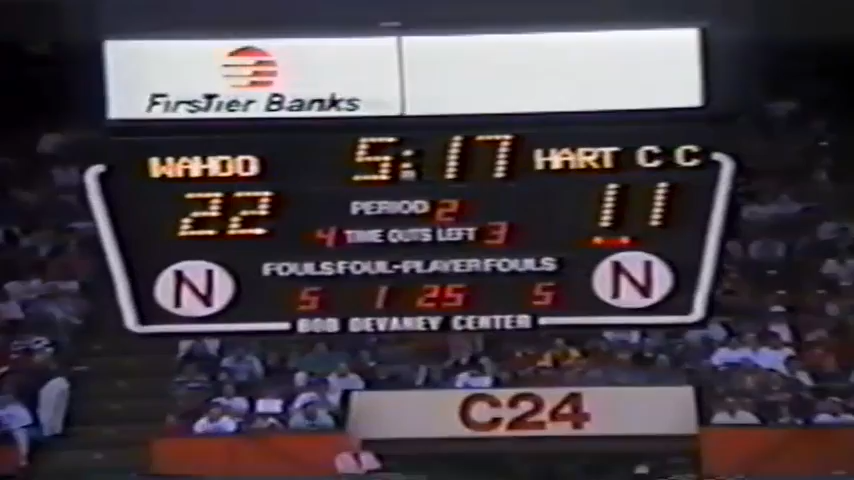 FirsTier Banks
WAHOO 5:17 HART C C
22 PERIOD 2 11
4 TIME OUTS LEFT 3
N FOULS FOUL-PLAYER FOULS N
5 1 25 5
BOB DEVANEY CENTER
C24